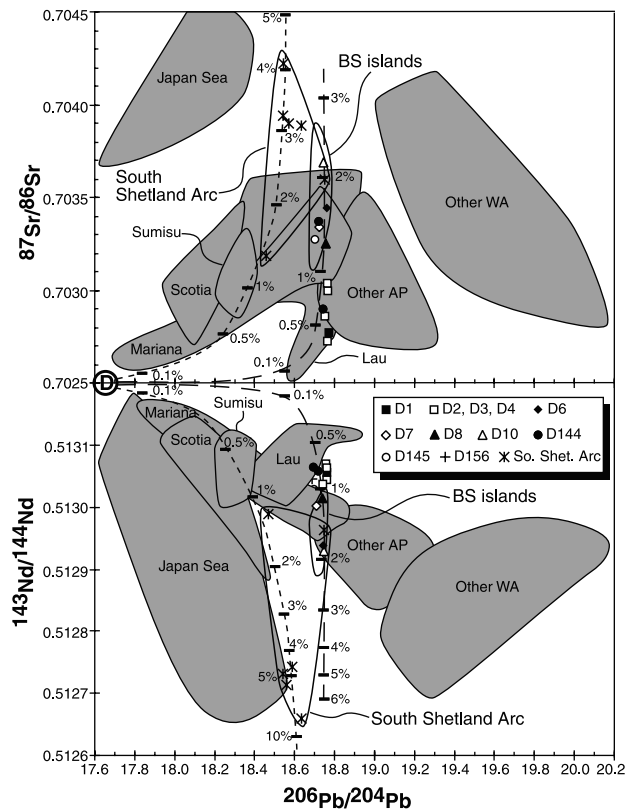 0.7045
0.7040
0.7035
0.7030
0.7025
87Sr/86Sr
5%
4%
3%
2%
1%
0.5%
0.1%
3%
2%
1%
0.5%
0.1%
Japan Sea
BS islands
South
Shetland Arc
Sumisu
Other WA
Scotia
Other AP
Mariana
Lau
D
0.5131
0.5130
0.5129
0.5128
0.5127
0.5126
143Nd/144Nd
0.1%
0.1%
Mariana
Sumisu
Scotia
0.5%
0.5%
Lau
1%
1%
BS islands
Other AP
Japan Sea
2%
2%
Other WA
3%
3%
4%
4%
5%
5%
6%
South Shetland Arc
10%
D1 D2, D3, D4 D6
D7 D8 D10 D144
D145 D156 So. Shet. Arc
17.6 17.8 18.0 18.2 18.4 18.6 18.8 19.0 19.2 19.4 19.6 19.8 20.0 20.2
206Pb/204Pb